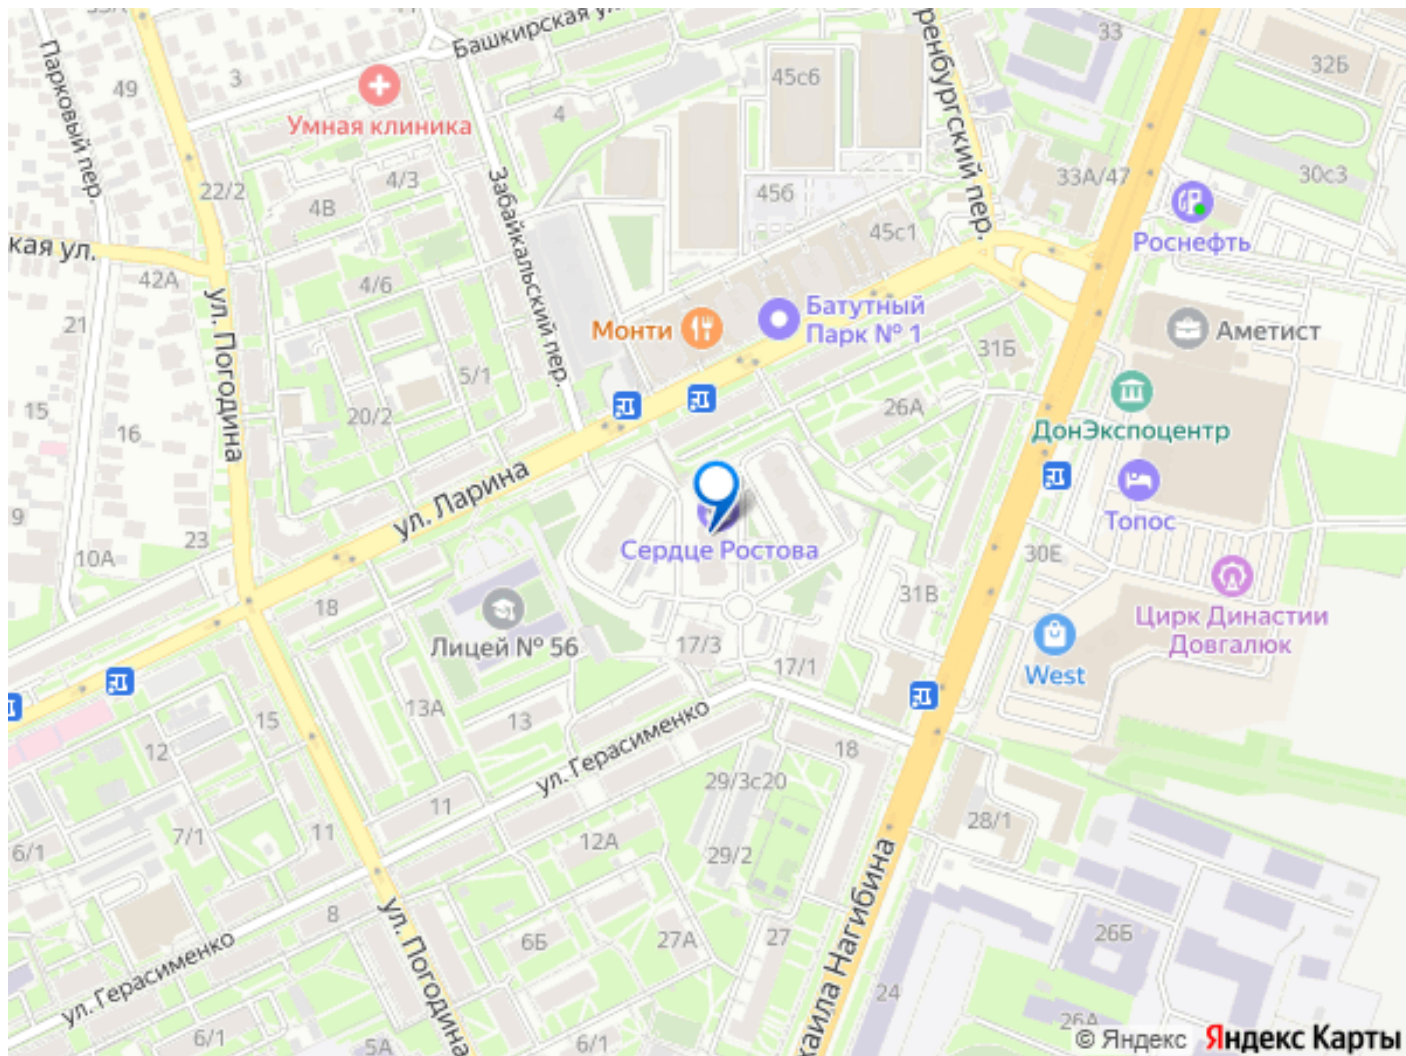 Башкирская у
33
32Б
Парковый пер.
49
3
45с6
Умная клиника
4
ренбургский пер.
22/2
4/3
4В
456
33А/47
30с3
Забайкальский пер.
45с1
Роснефть
кая ул.
42А
4/6
21
ул. Погодина
Монти
Батутный
Парк № 1
Аметист
31Б
5/1
15
16
20/2
26А
ДонЭкспоцентр
ул. Ларина
9
Топос
23
10А
Сердце Ростова
30Е
18
31В
Лицей № 56
Цирк Династии
Довгалюк
17/3
17/1
West
13А
13
15
12
ул. Герасименко
18
29/3с20
11
7/1
11
28/1
6/1
12А
29/2
8
ул. Погодина
6Б
27А
27
хаила Нагибина
26Б
ул. Герасименко
24
26А
6/1
5А
6/1
© Яндекс Яндекс Карты